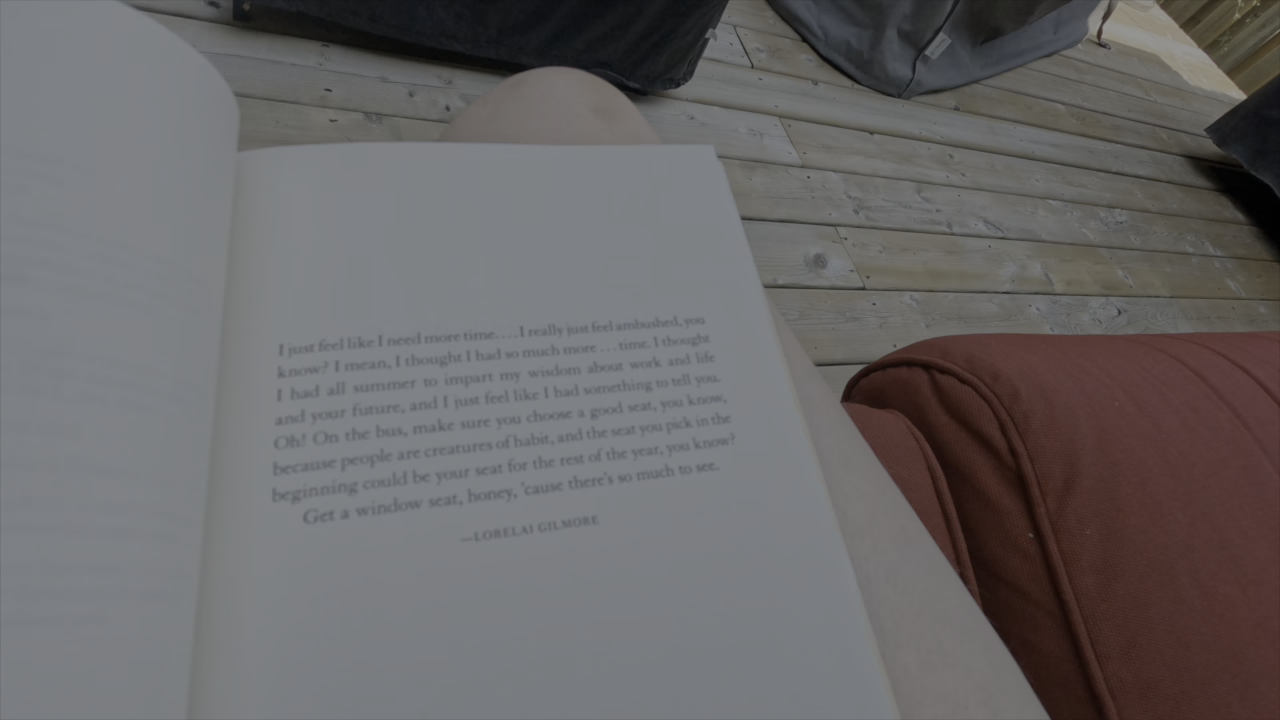 I just feel like I need more time. . . . I really just feel ambushed, you
know? I mean, I thought I had so much more . . . time. I thought
I had all summer to impart my wisdom about work and life
and your future, and I just feel like I had something to tell you.
Oh! On the bus, make sure you choose a good seat, you know,
because people are creatures of habit, and the seat you pick in the
beginning could be your seat for the rest of the year, you know?
Get a window seat, honey, 'cause there's so much to see.
—LORELAI GILMORE